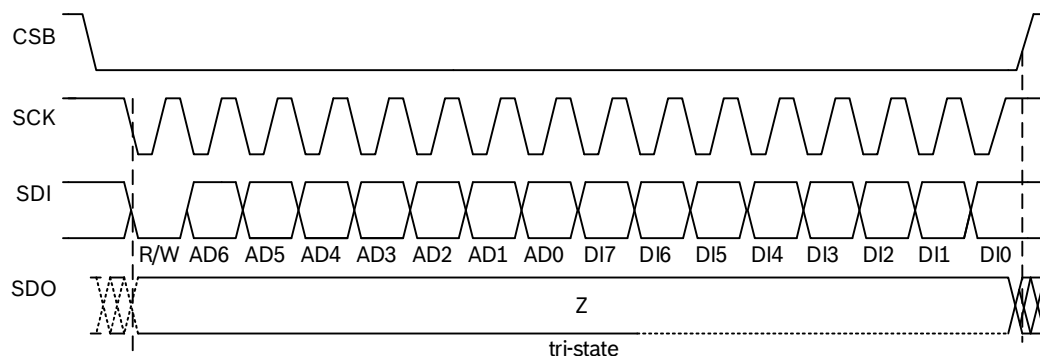 CSB
SCK
SDI
R/W AD6 AD5 AD4 AD3 AD2 AD1 AD0 DI7 DI6 DI5 DI4 DI3 DI2 DI1 DI0
SDO
Z
tri-state